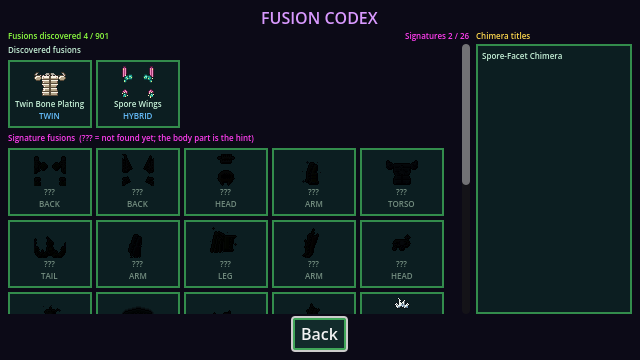 FUSION CODEX
Fusions discovered 4 / 901
Signatures 2 / 26
Chimera titles
Discovered fusions
Spore-Facet Chimera
Twin Bone Plating
TWIN
Spore Wings
HYBRID
Signature fusions (??? = not found yet; the body part is the hint)
???
BACK
???
BACK
???
HEAD
???
ARM
???
TORSO
???
TAIL
???
ARM
???
LEG
???
ARM
???
HEAD
Back